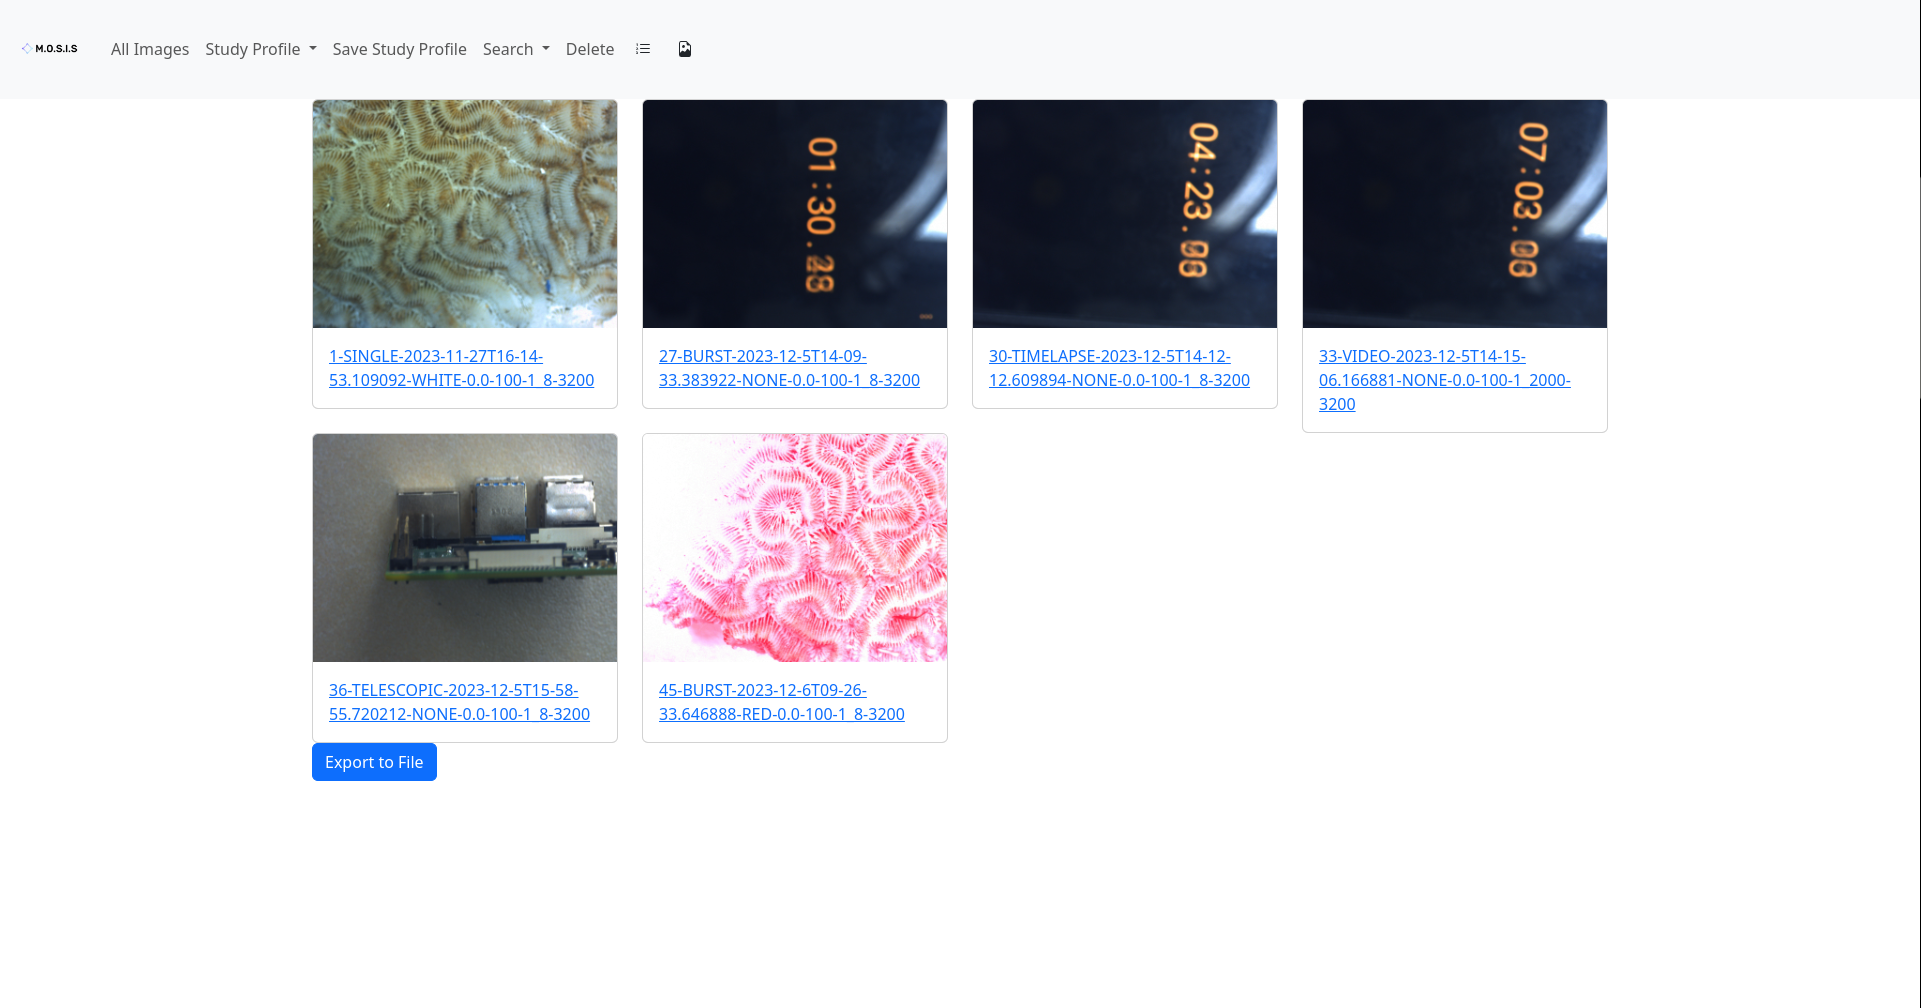 M.O.S.I.S
All Images
Study Profile
Save Study Profile
Search
Delete
01:30.28
04:23.
07:03.
1-SINGLE-2023-11-27T16-14-
53.109092-WHITE-0.0-100-1_8-3200
27-BURST-2023-12-5T14-09-
33.383922-NONE-0.0-100-1_8-3200
30-TIMELAPSE-2023-12-5T14-12-
12.609894-NONE-0.0-100-1_8-3200
33-VIDEO-2023-12-5T14-15-
06.166881-NONE-0.0-100-1_2000-
3200
36-TELESCOPIC-2023-12-5T15-58-
55.720212-NONE-0.0-100-1_8-3200
45-BURST-2023-12-6T09-26-
33.646888-RED-0.0-100-1_8-3200
Export to File